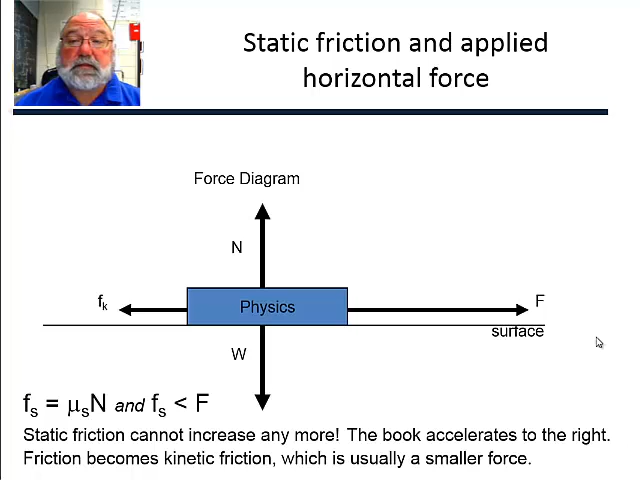 Static friction and applied
horizontal force
Force Diagram
N
fk
Physics
F
surface
W
fs = μsN and fs < F
Static friction cannot increase any more! The book accelerates to the right.
Friction becomes kinetic friction, which is usually a smaller force.